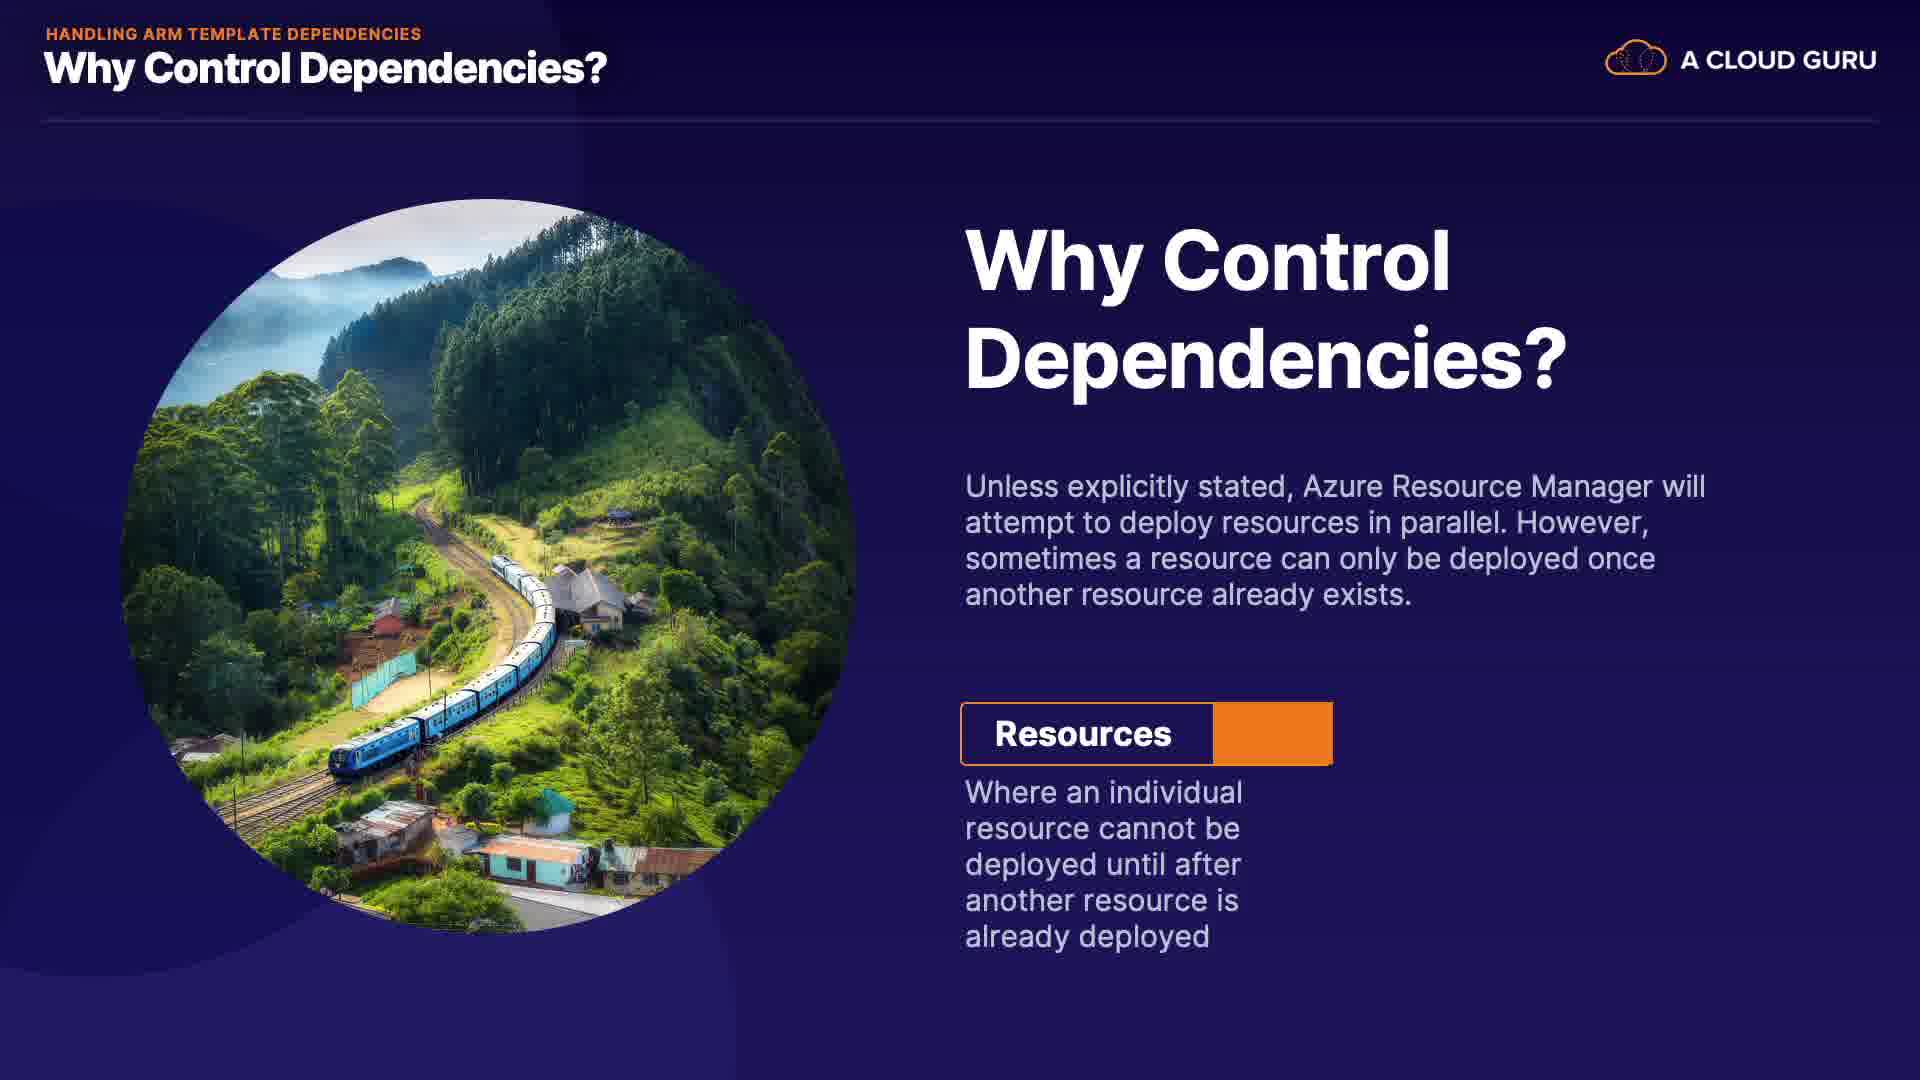 HANDLING ARM TEMPLATE DEPENDENCIES
Why Control Dependencies?
A CLOUD GURU
Why Control
Dependencies?
Unless explicitly stated, Azure Resource Manager will
attempt to deploy resources in parallel. However,
sometimes a resource can only be deployed once
another resource already exists.
Resources
Where an individual
resource cannot be
deployed until after
another resource is
already deployed